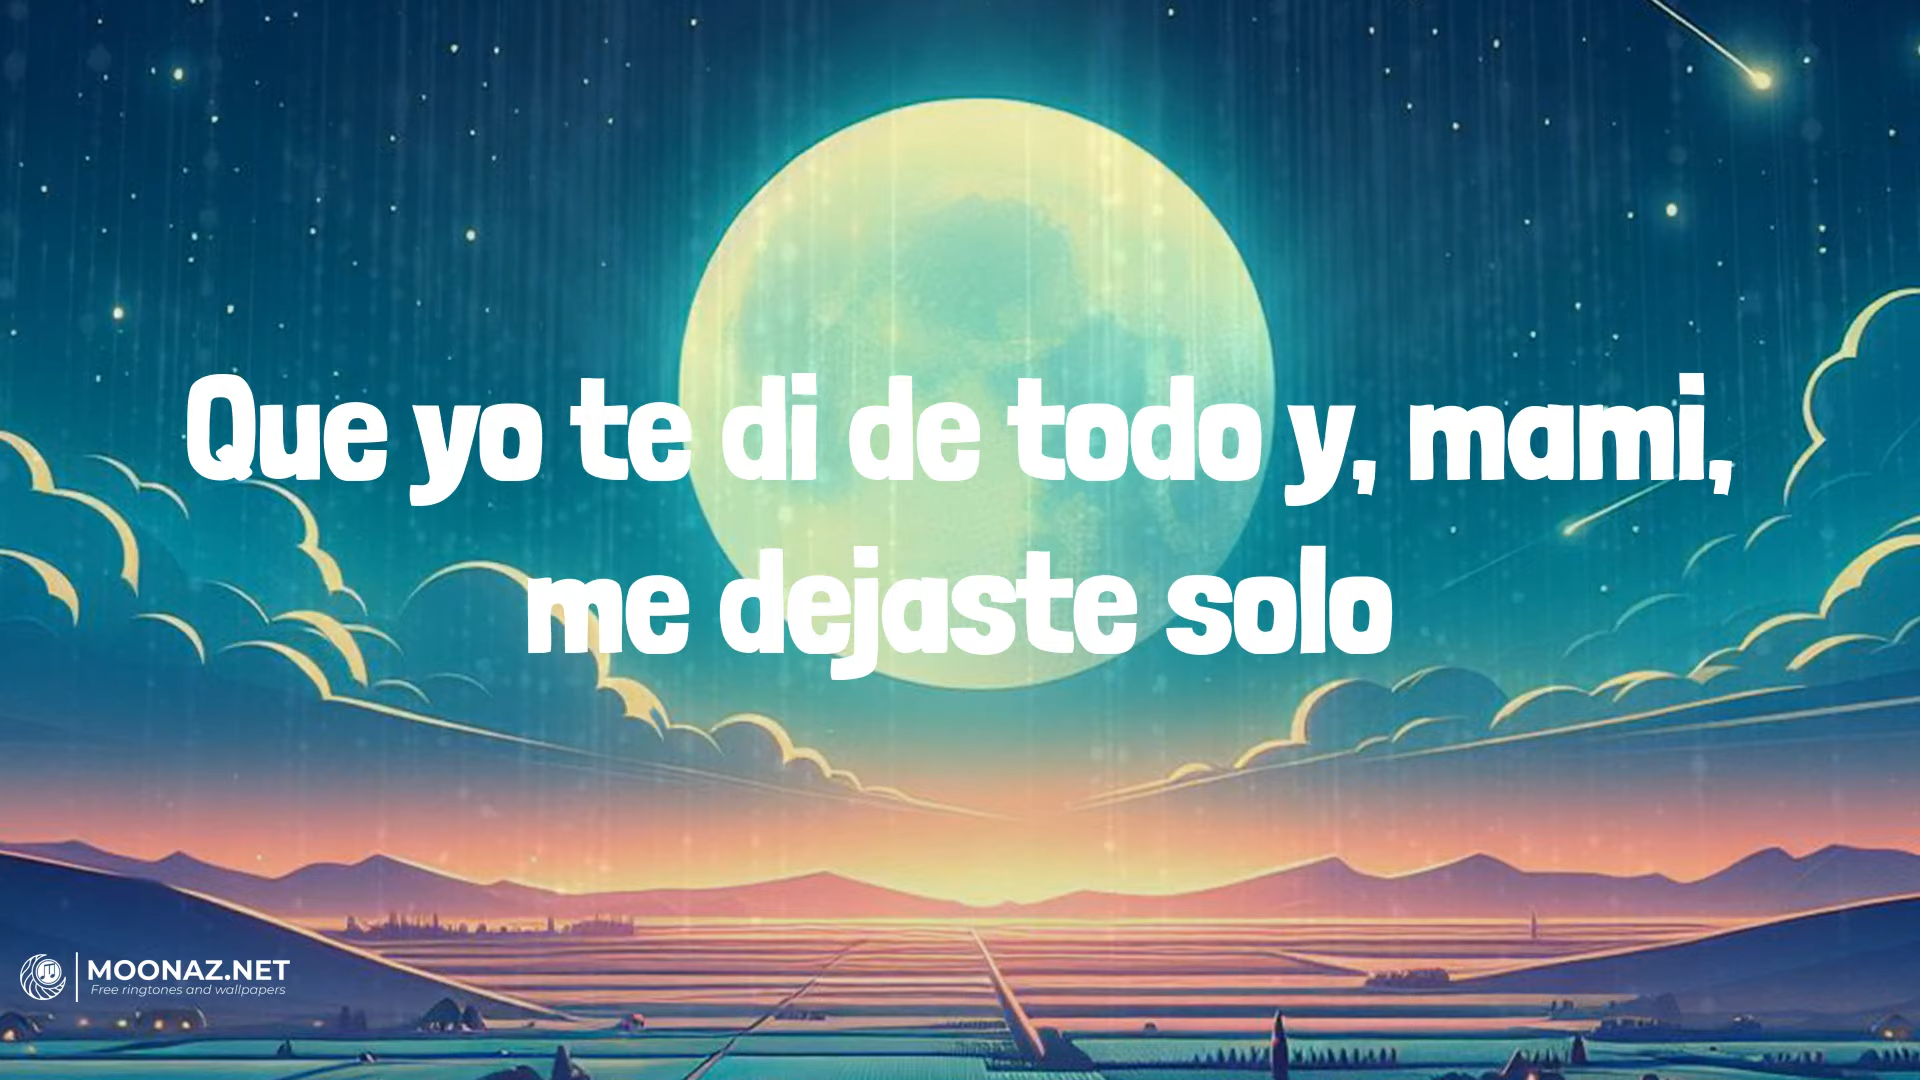 Que yo te di de todo y, mami,
me dejaste solo
MOONAZ.NET
Free ringtones and wallpapers